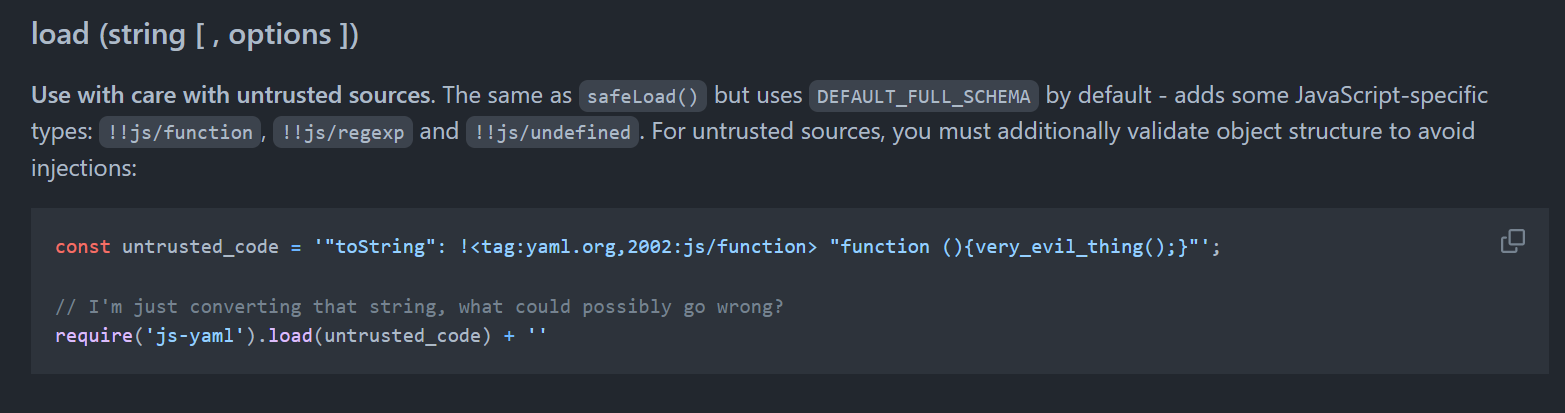 load (string [ , options ])
Use with care with untrusted sources. The same as safeLoad() but uses DEFAULT_FULL_SCHEMA by default - adds some JavaScript-specific
types: !!js/function, !!js/regexp and !!js/undefined. For untrusted sources, you must additionally validate object structure to avoid
injections:
const untrusted_code = '"toString": !<tag:yaml.org,2002:js/function> "function (){very_evil_thing();}"';
// I'm just converting that string, what could possibly go wrong?
require('js-yaml').load(untrusted_code) + ''